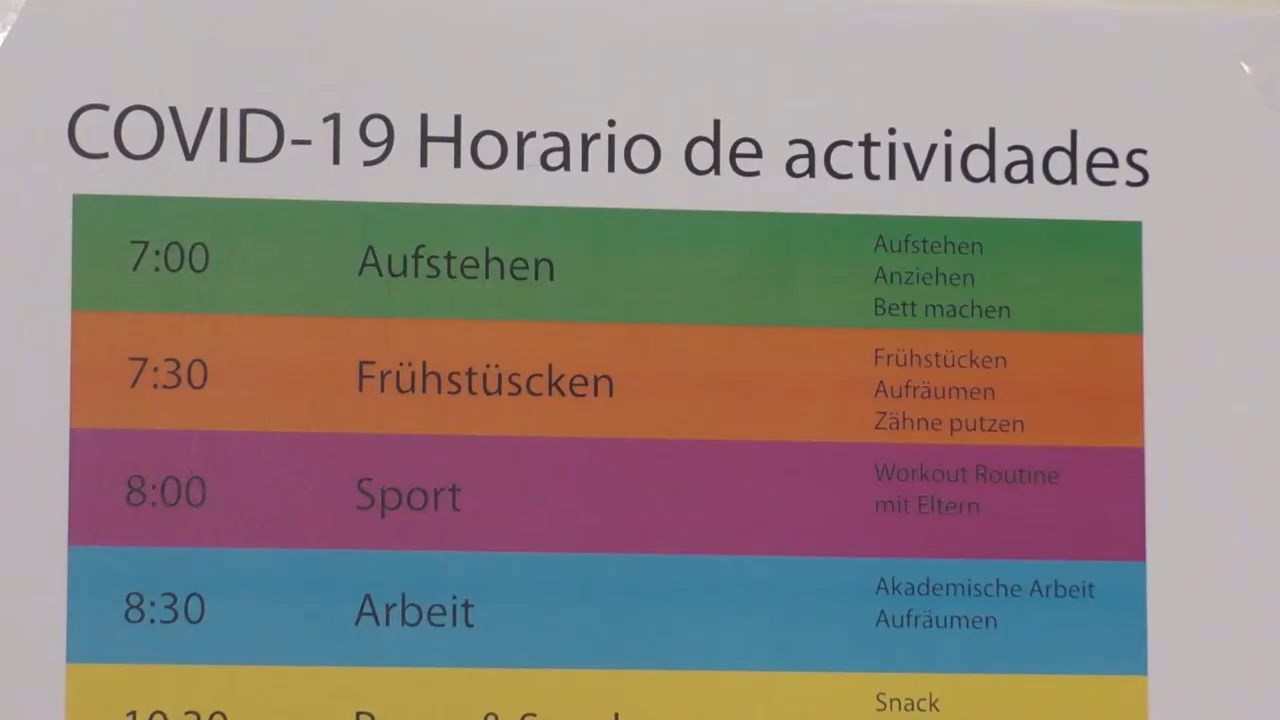 COVID-19 Horario de actividades
7:00 Aufstehen
Aufstehen
Anziehen
Bett machen
7:30 Frühstüscken
Frühstücken
Aufräumen
Zähne putzen
8:00 Sport
Workout Routine
mit Eltern
8:30 Arbeit
Akademische Arbeit
Aufräumen
Snack